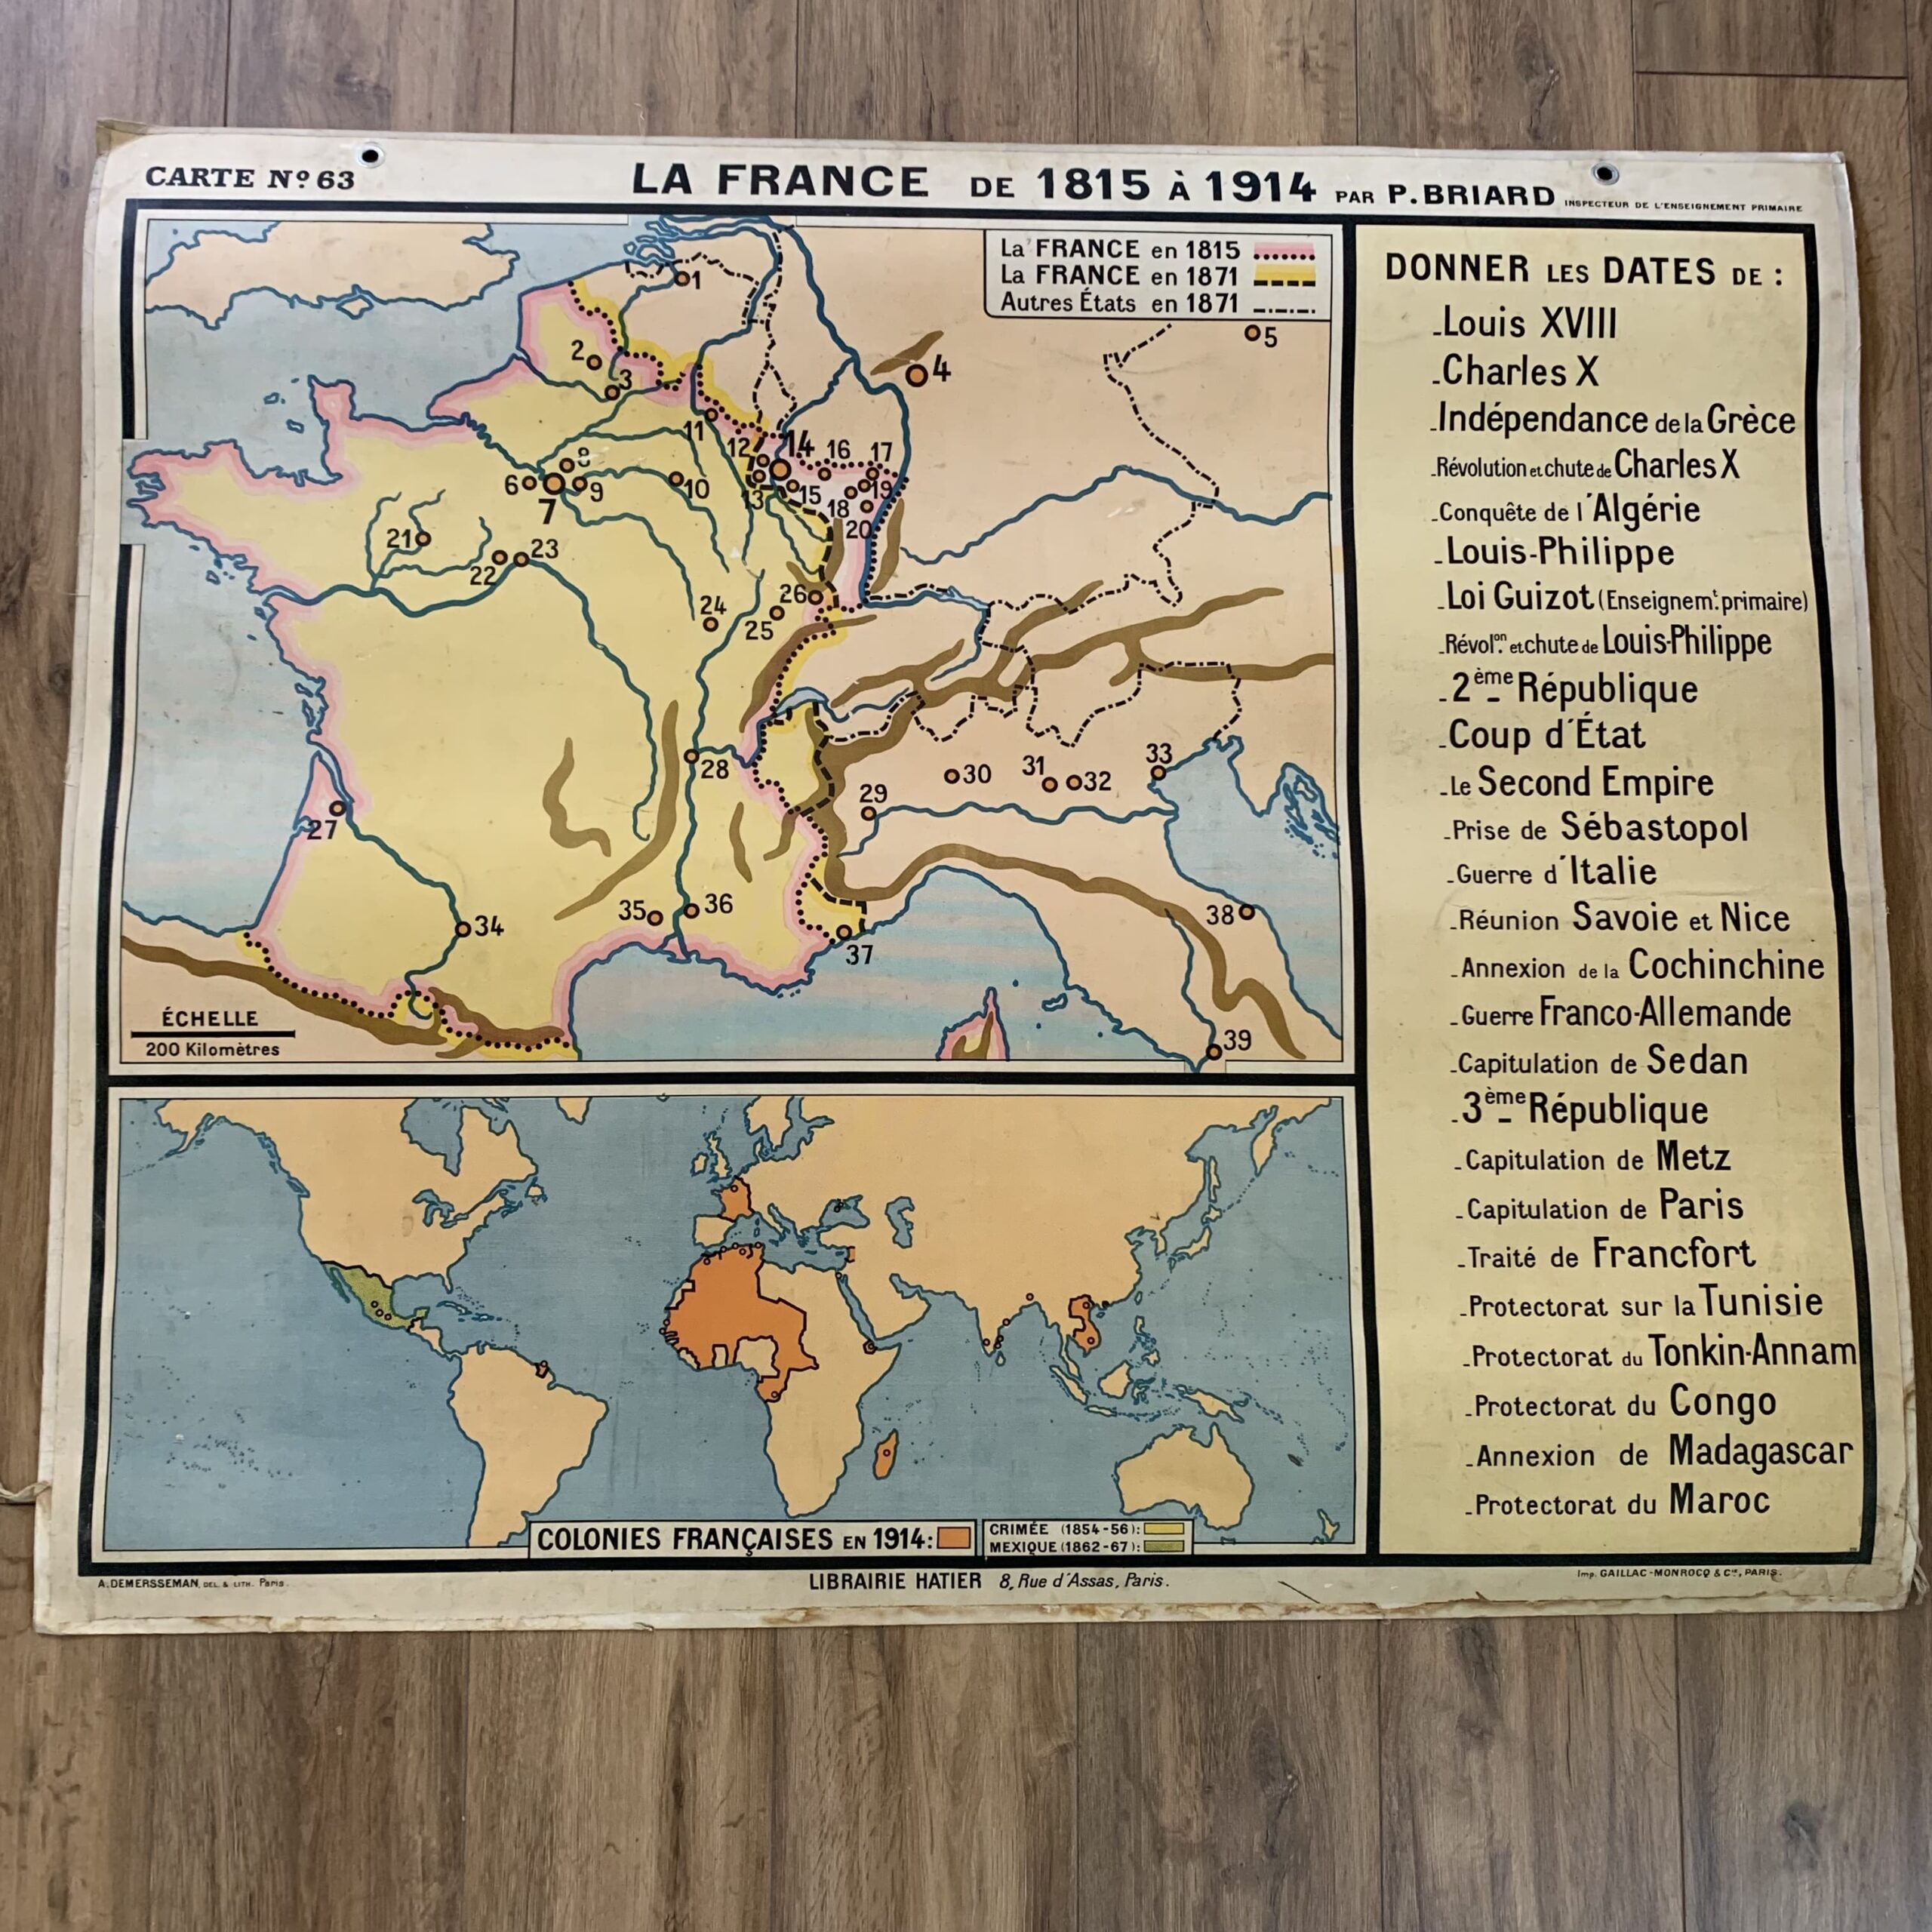 CARTE Nº 63
LA FRANCE DE 1815 À 1914 PAR P. BRIARD INSPECTEUR DE L'ENSEIGNEMENT PRIMAIRE
La FRANCE en 1815
La FRANCE en 1871
Autres États en 1871
1
2
3
4
5
6
7
8
9
10
11
12
13
14
15
16
17
18
19
20
21
22
23
24
25
26
27
28
29
30
31
32
33
34
35
36
37
38
39
ÉCHELLE
200 Kilomètres
COLONIES FRANÇAISES EN 1914:
CRIMÉE (1854-56):
MEXIQUE (1862-67):
DONNER LES DATES DE :
-Louis XVIII
-Charles X
-Indépendance de la Grèce
-Révolution et chute de Charles X
-Conquête de l'Algérie
-Louis-Philippe
-Loi Guizot (Enseignemt. primaire)
-Révolon. et chute de Louis-Philippe
-2ème République
-Coup d'État
-Le Second Empire
-Prise de Sébastopol
-Guerre d'Italie
-Réunion Savoie et Nice
-Annexion de la Cochinchine
-Guerre Franco-Allemande
-Capitulation de Sedan
-3ème République
-Capitulation de Metz
-Capitulation de Paris
-Traité de Francfort
-Protectorat sur la Tunisie
-Protectorat du Tonkin-Annam
-Protectorat du Congo
-Annexion de Madagascar
-Protectorat du Maroc
A. DEMERSSEMAN, DEL. & LITH. Paris.
LIBRAIRIE HATIER 8, Rue d'Assas, Paris.
Imp. GAILLAC-MONROCQ & Cie, PARIS.